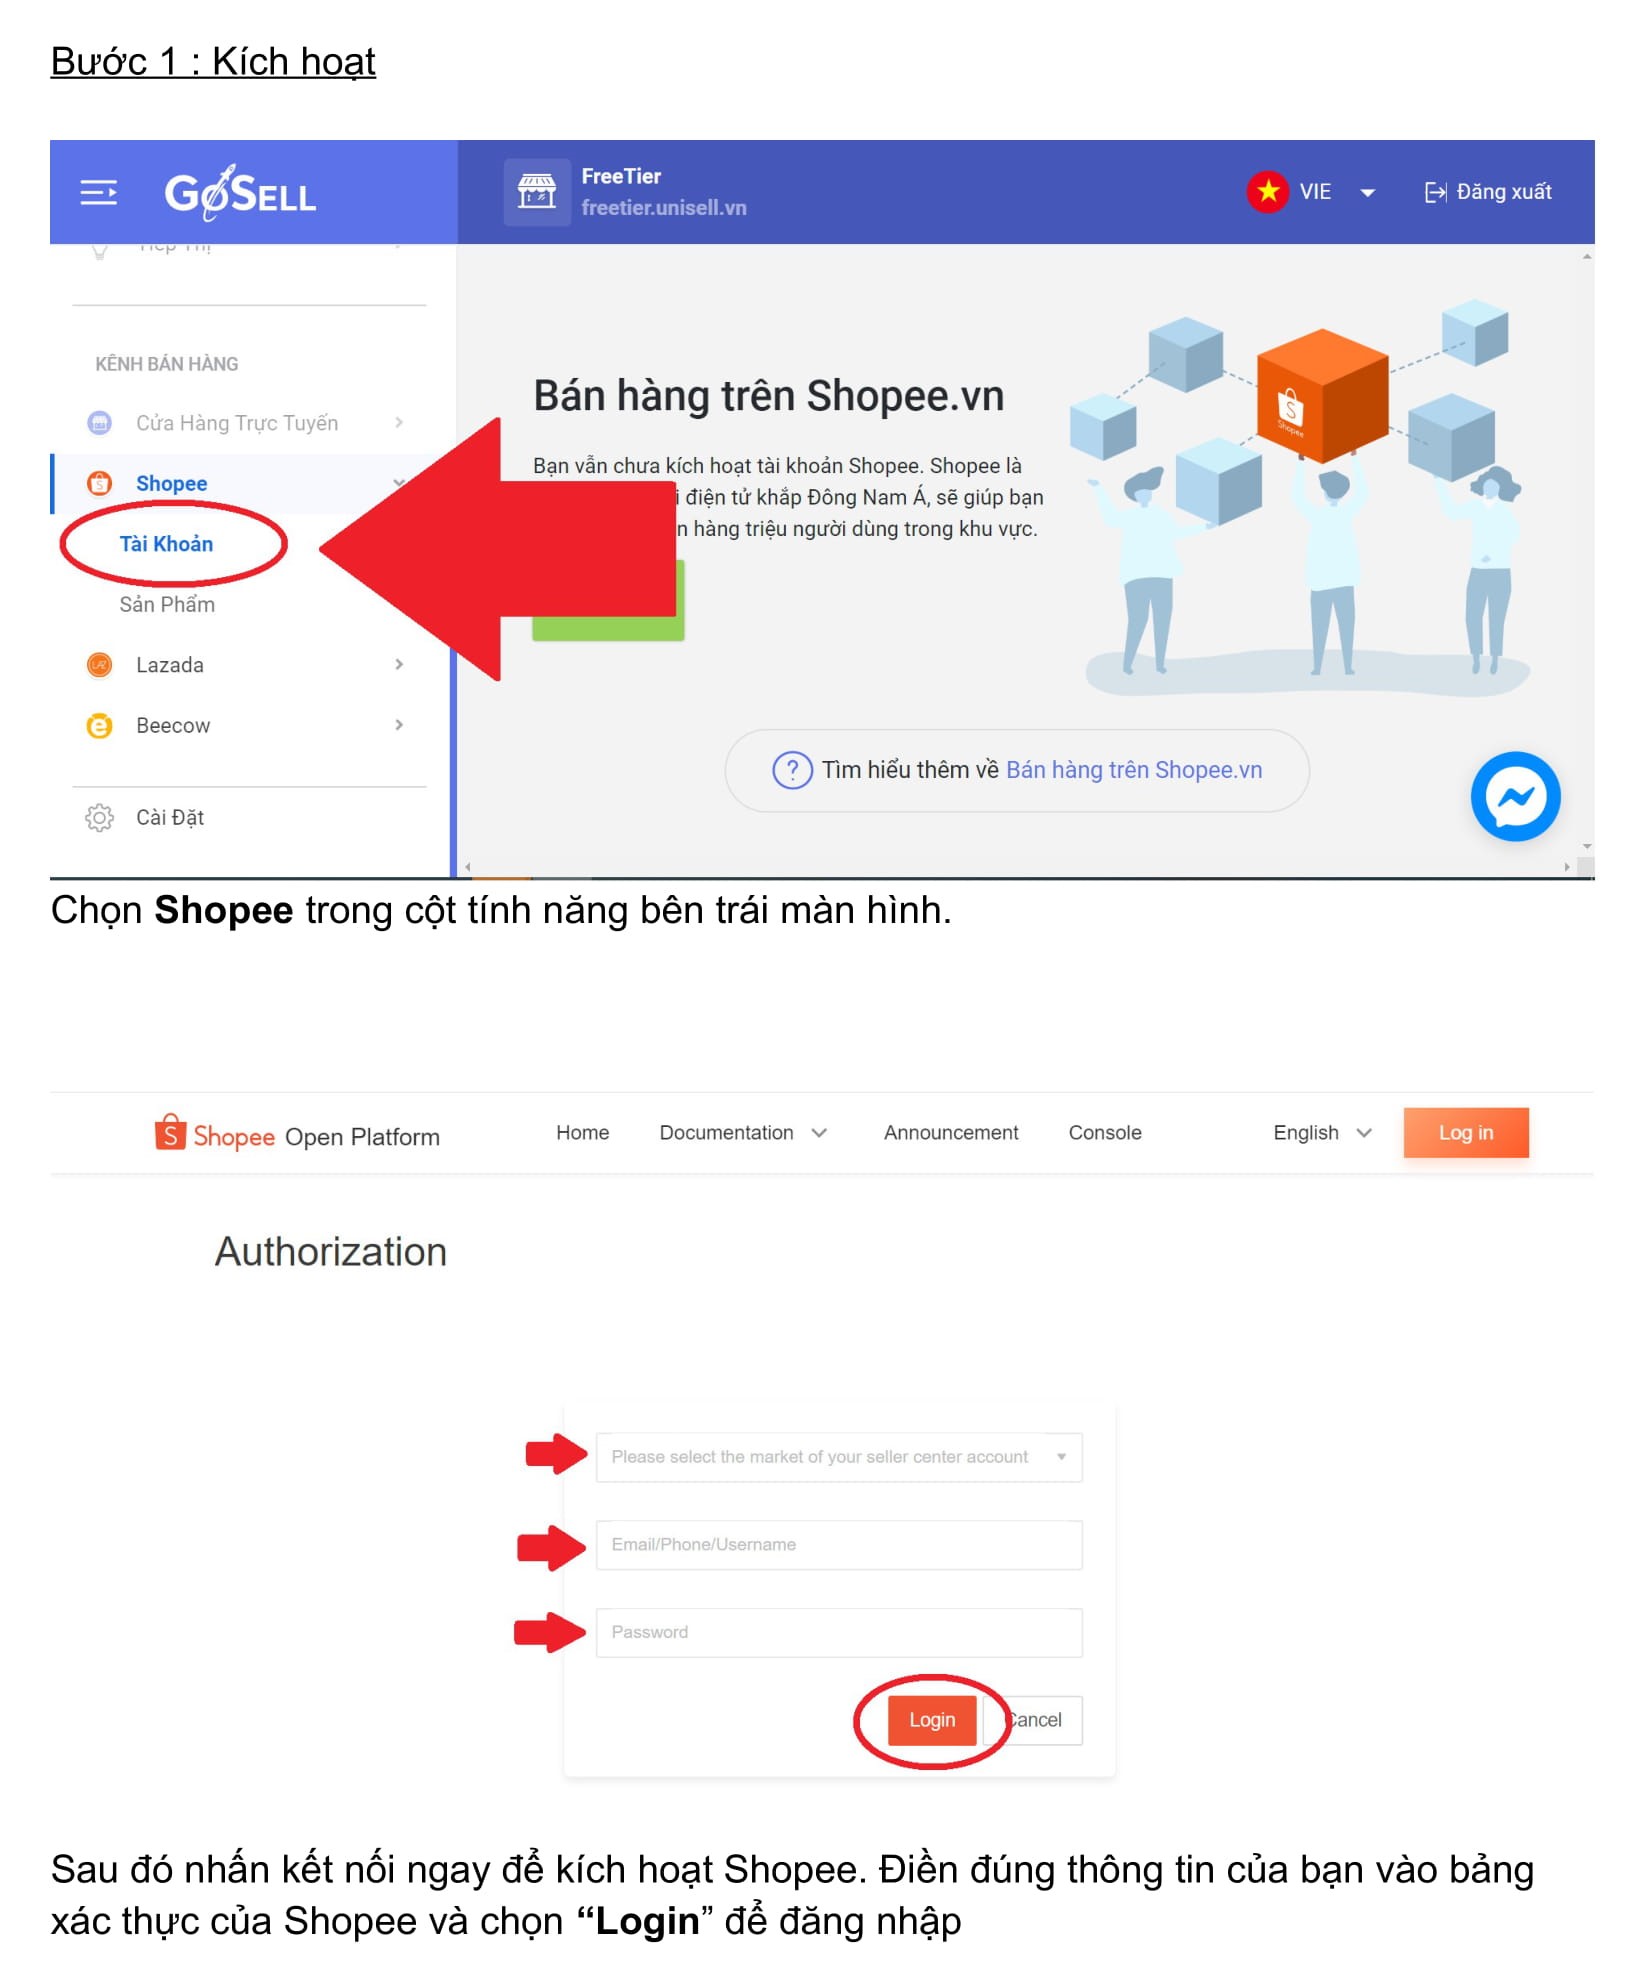 Bước 1 : Kích hoạt
GoSELL
FreeTier
freetier.unisell.vn
VIE
Đăng xuất
Tiếp Thị
KÊNH BÁN HÀNG
Cửa Hàng Trực Tuyến
Shopee
Tài Khoản
Sản Phẩm
Lazada
Beecow
Cài Đặt
Bán hàng trên Shopee.vn
Bạn vẫn chưa kích hoạt tài khoản Shopee. Shopee là
i điện tử khắp Đông Nam Á, sẽ giúp bạn
n hàng triệu người dùng trong khu vực.
Shopee
Tìm hiểu thêm về Bán hàng trên Shopee.vn
Chọn Shopee trong cột tính năng bên trái màn hình.
Shopee Open Platform
Home
Documentation
Announcement
Console
English
Log in
Authorization
Please select the market of your seller center account
Email/Phone/Username
Password
Login
Cancel
Sau đó nhấn kết nối ngay để kích hoạt Shopee. Điền đúng thông tin của bạn vào bảng
xác thực của Shopee và chọn “Login” để đăng nhập